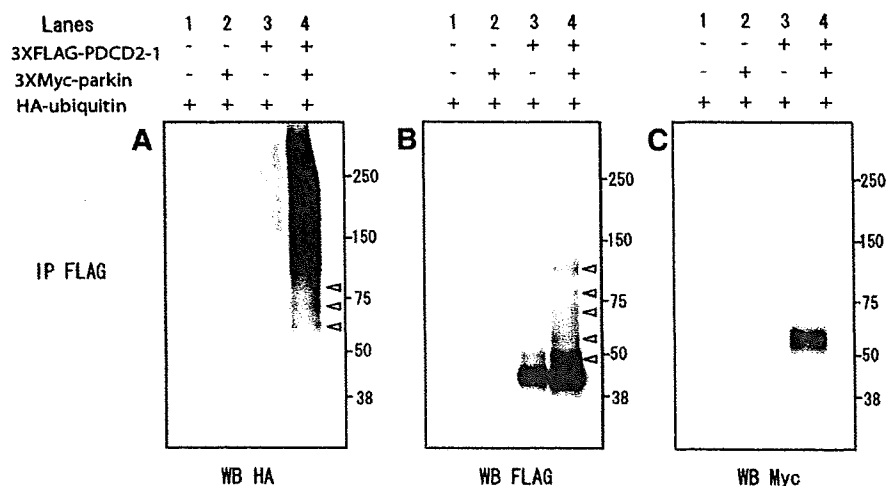 Lanes 1 2 3 4 1 2 3 4 1 2 3 4
3XFLAG-PDCD2-1 - - + + - - + + - - + +
3XMyc-parkin - + - + - + - + - + - +
HA-ubiquitin + + + + + + + + + + + +
A B C
-250 -250 -250
-150 -150 -150
IP FLAG
-75 -75 -75
-50 -50 -50
-38 -38 -38
WB HA WB FLAG WB Myc